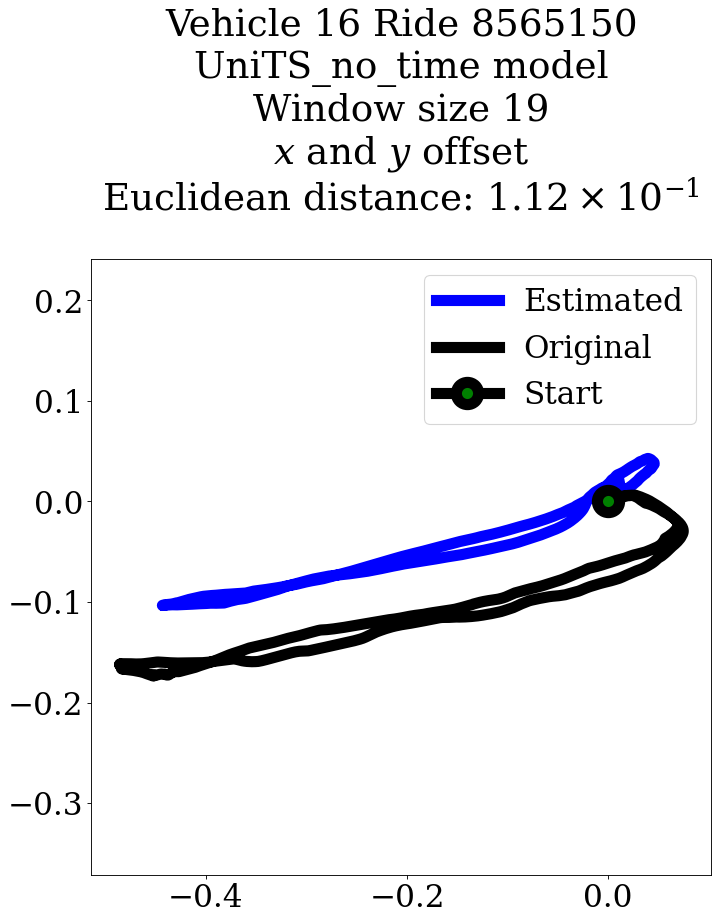 Vehicle 16 Ride 8565150
UniTS_no_time model
Window size 19
x and y offset
Euclidean distance: 1.12 × 10⁻¹
Estimated
Original
Start
0.2
0.1
0.0
−0.1
−0.2
−0.3
−0.4
−0.2
0.0